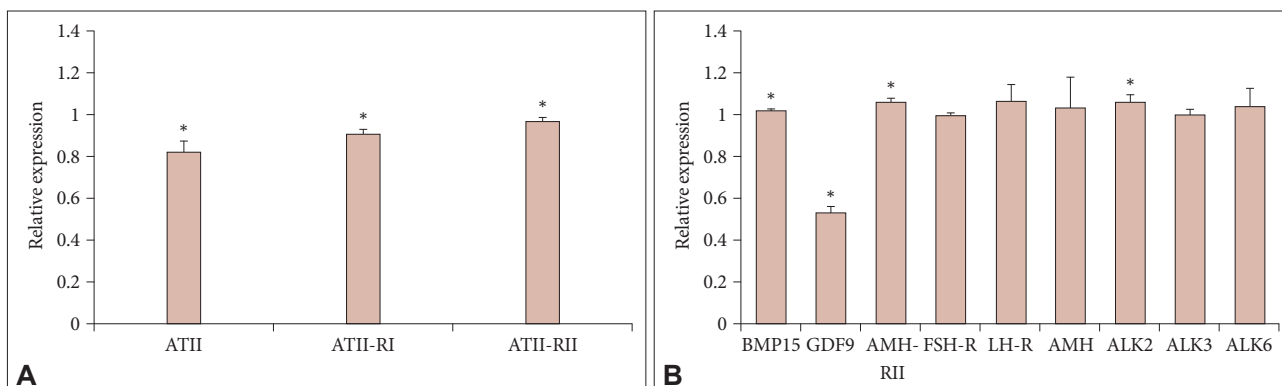 1.4
1.2
1
0.8
0.6
0.4
0.2
0
Relative expression
*
*
*
ATII
ATII-RI
ATII-RII
A
1.4
1.2
1
0.8
0.6
0.4
0.2
0
Relative expression
*
*
*
*
BMP15 GDF9 AMH- FSH-R LH-R AMH ALK2 ALK3 ALK6
RII
B